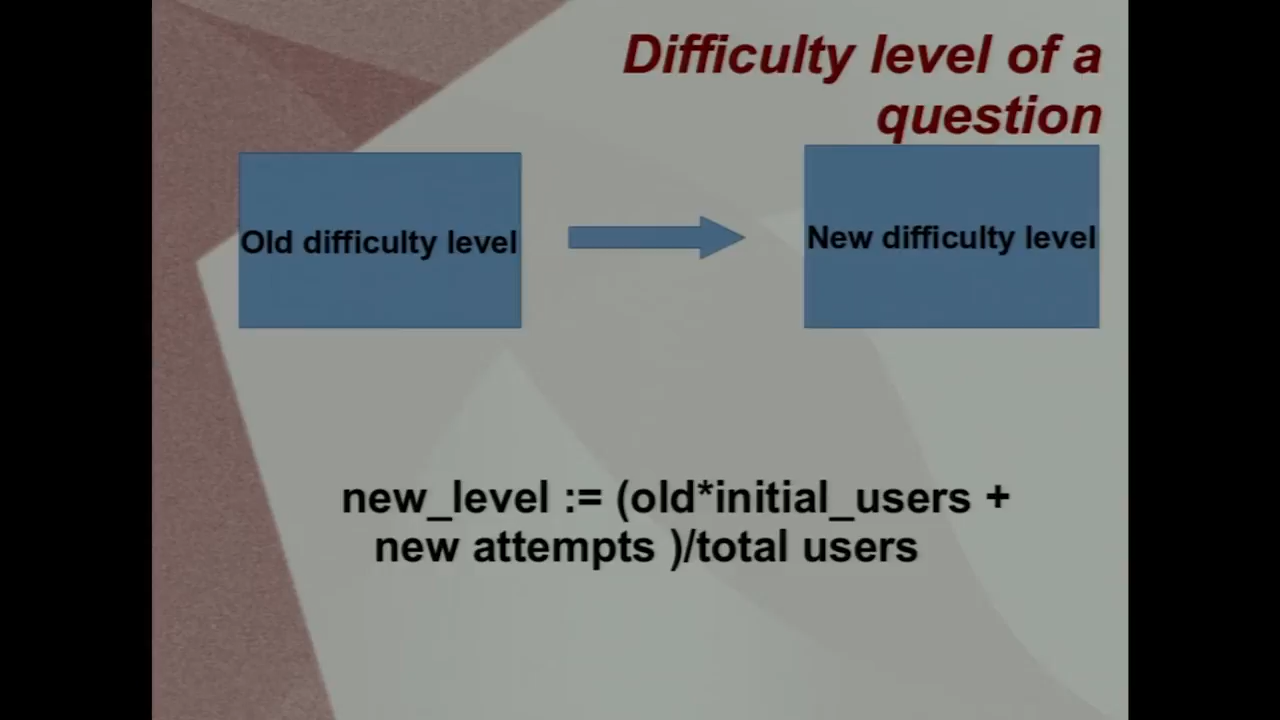 Difficulty level of a
question
Old difficulty level
New difficulty level
new_level := (old*initial_users +
new attempts )/total users